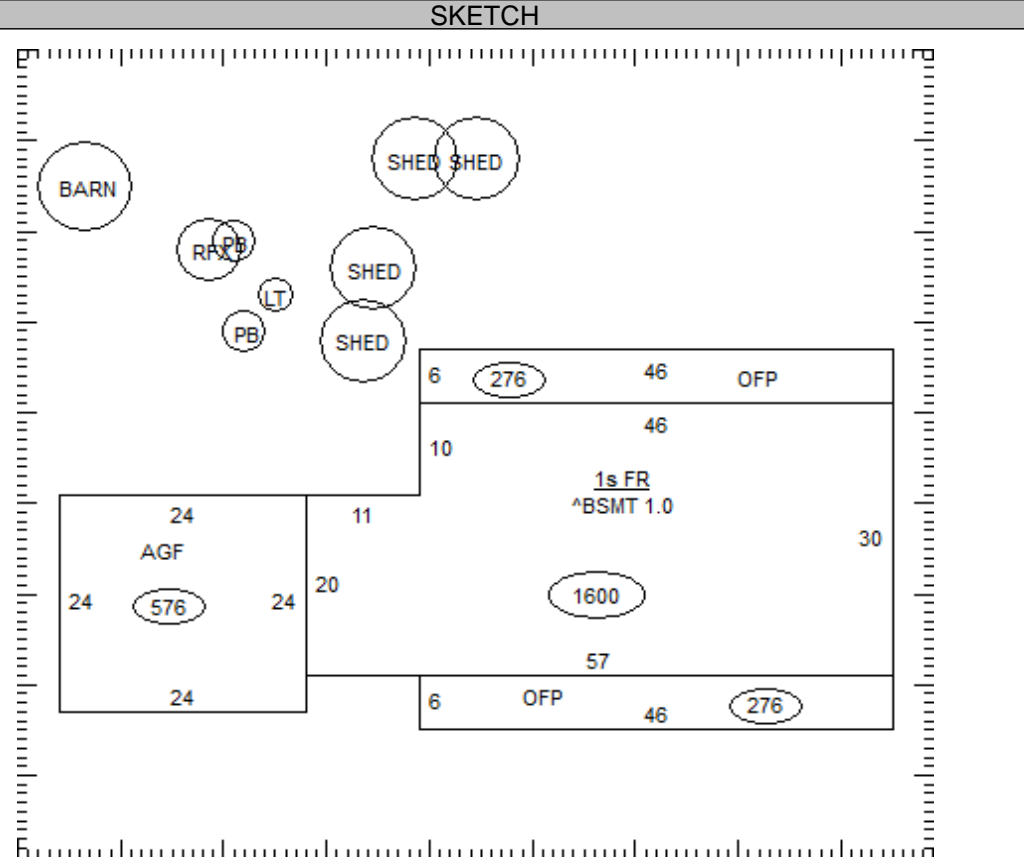 SKETCH
SHED SHED
BARN
RFX PB
SHED
LT
PB
SHED
6 276 46 OFP
46
10
1s FR
^BSMT 1.0
24 11
30
AGF
20
24 576 24
1600
57
24
6 OFP 46 276